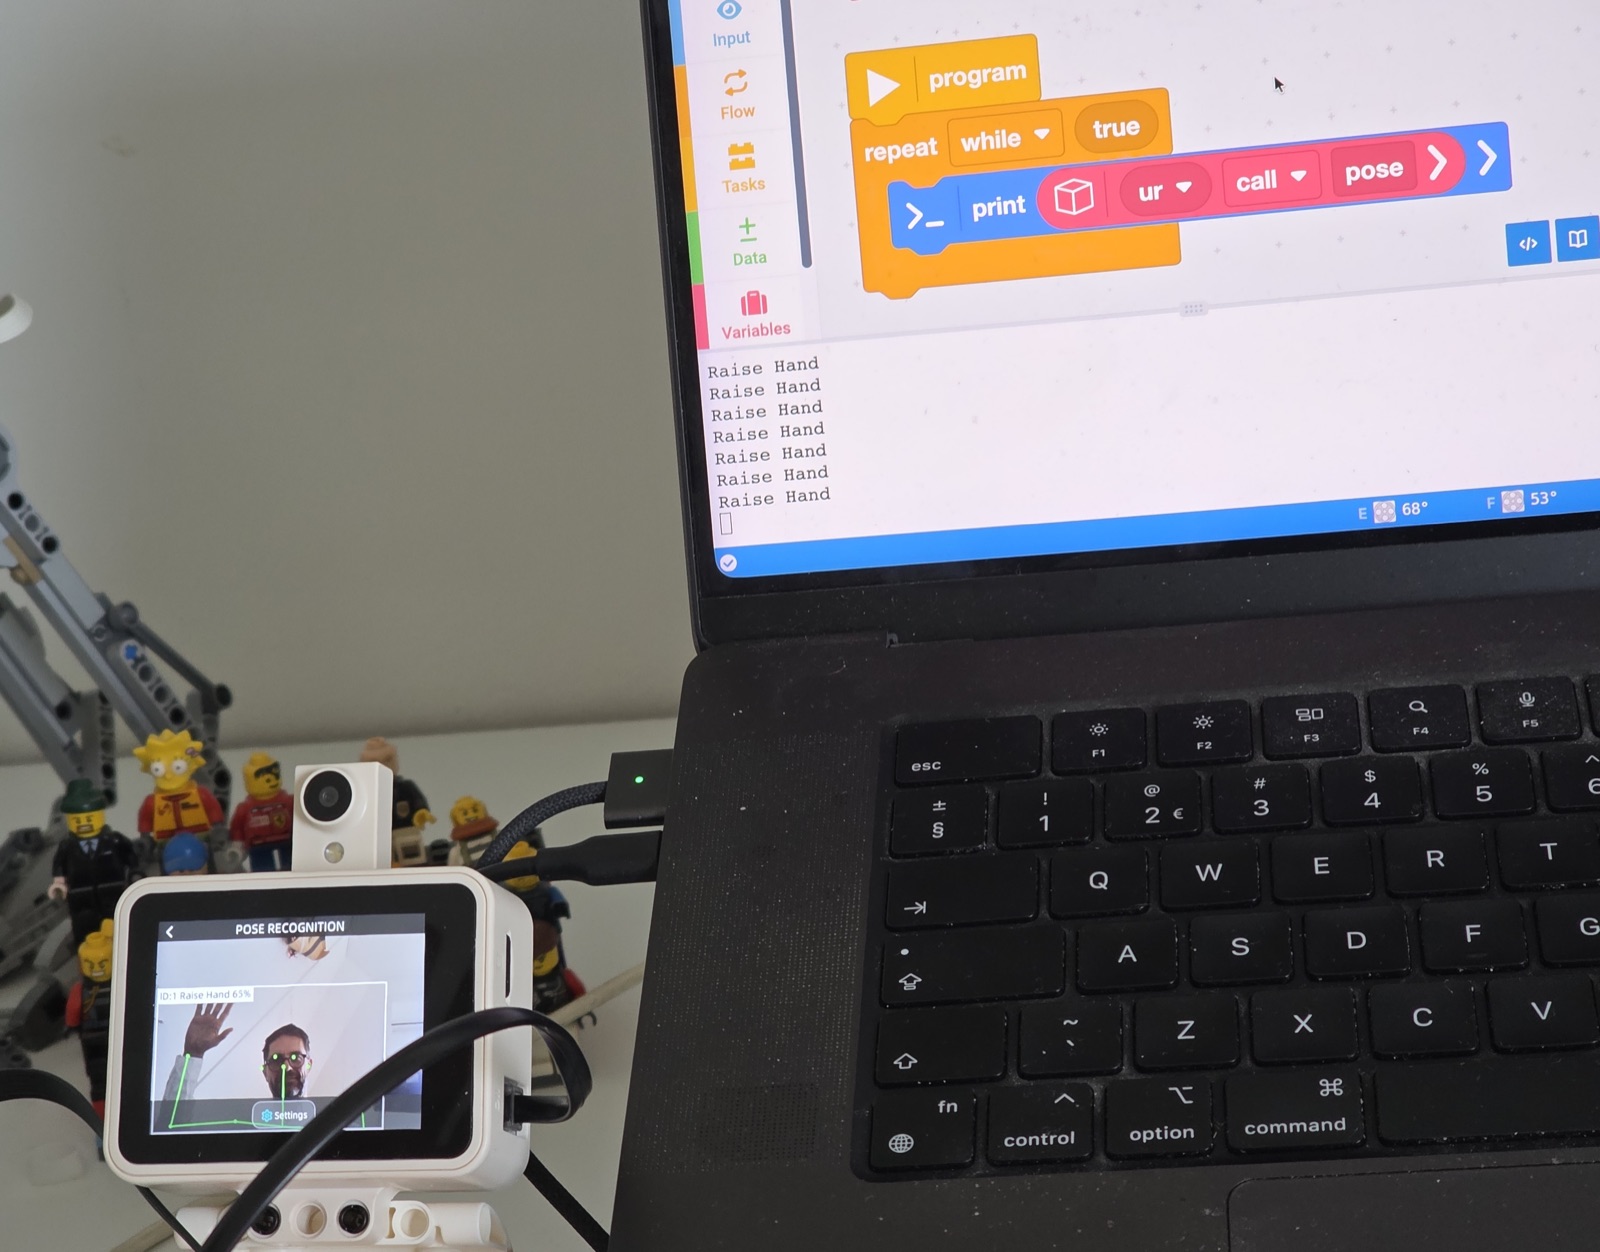 Input
Flow
Tasks
Data
Variables
program
repeat while true
>_ print ur call pose
</>
Raise Hand
Raise Hand
Raise Hand
Raise Hand
Raise Hand
Raise Hand
Raise Hand
E 68°
F 53°
POSE RECOGNITION
ID:1 Raise Hand 65%
Settings
esc
F1
F2
F3
F4
F5
±
§
!
1
@
2 €
#
3
$
4
%
5
^
6
Q
W
E
R
T
A
S
D
F
G
~
`
Z
X
C
V
fn
control
option
command